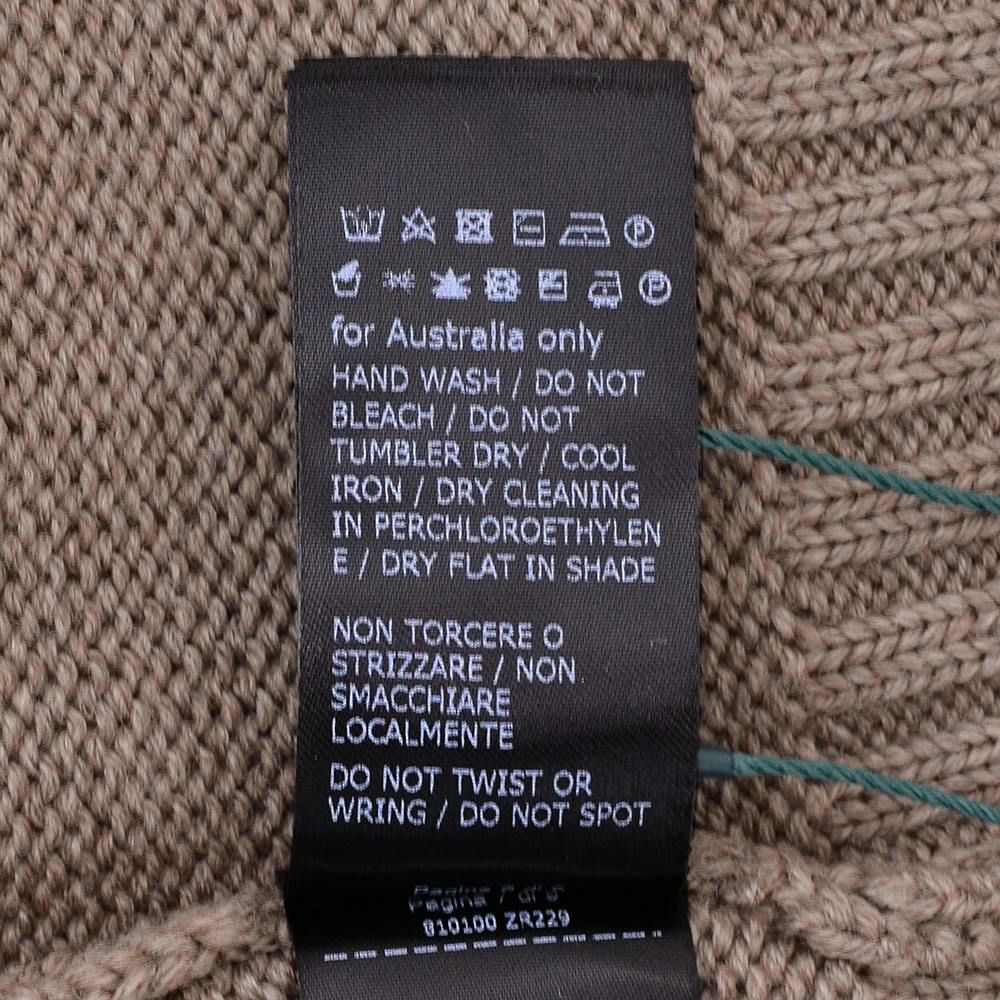 for Australia only
HAND WASH / DO NOT
BLEACH / DO NOT
TUMBLER DRY / COOL
IRON / DRY CLEANING
IN PERCHLOROETHYLEN
E / DRY FLAT IN SHADE
NON TORCERE O
STRIZZARE / NON
SMACCHIARE
LOCALMENTE
DO NOT TWIST OR
WRING / DO NOT SPOT
Pagina
810100 ZR229